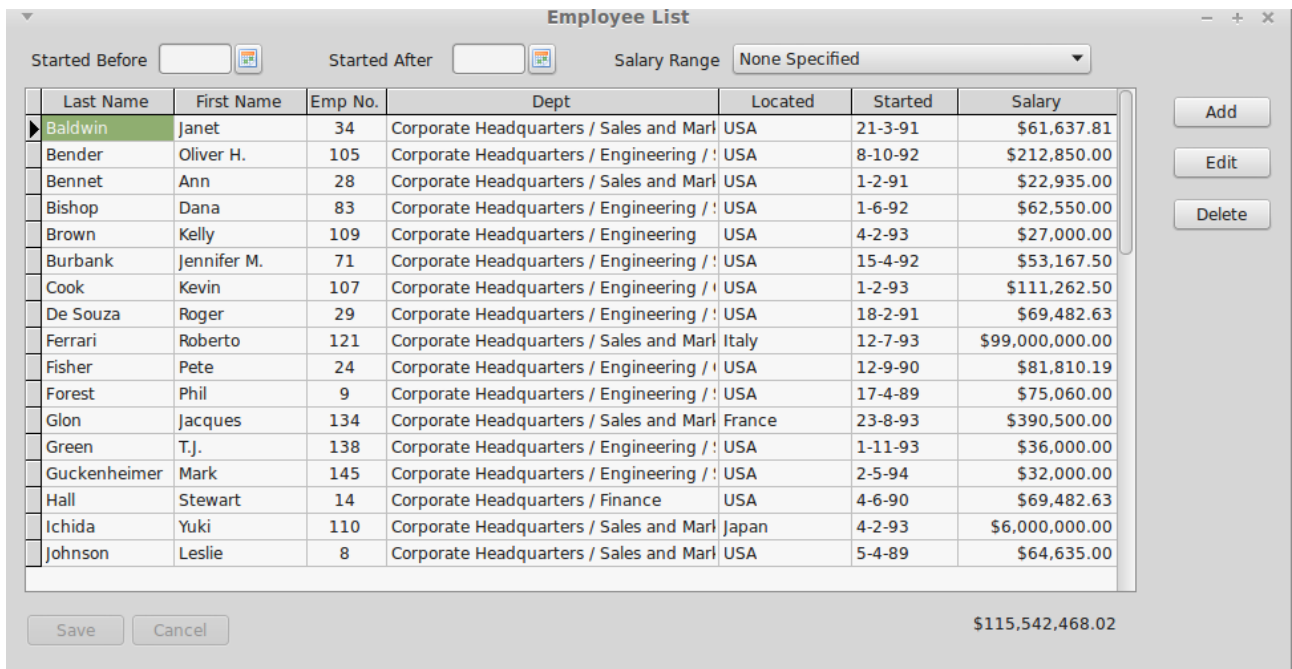 Employee List
Started Before Started After Salary Range None Specified
Last Name First Name Emp No. Dept Located Started Salary
Baldwin Janet 34 Corporate Headquarters / Sales and Mark USA 21-3-91 $61,637.81
Bender Oliver H. 105 Corporate Headquarters / Engineering / USA 8-10-92 $212,850.00
Bennet Ann 28 Corporate Headquarters / Sales and Mark USA 1-2-91 $22,935.00
Bishop Dana 83 Corporate Headquarters / Engineering / USA 1-6-92 $62,550.00
Brown Kelly 109 Corporate Headquarters / Engineering USA 4-2-93 $27,000.00
Burbank Jennifer M. 71 Corporate Headquarters / Engineering / USA 15-4-92 $53,167.50
Cook Kevin 107 Corporate Headquarters / Engineering / USA 1-2-93 $111,262.50
De Souza Roger 29 Corporate Headquarters / Engineering / USA 18-2-91 $69,482.63
Ferrari Roberto 121 Corporate Headquarters / Sales and Mark Italy 12-7-93 $99,000,000.00
Fisher Pete 24 Corporate Headquarters / Engineering / USA 12-9-90 $81,810.19
Forest Phil 9 Corporate Headquarters / Engineering / USA 17-4-89 $75,060.00
Glon Jacques 134 Corporate Headquarters / Sales and Mark France 23-8-93 $390,500.00
Green T.J. 138 Corporate Headquarters / Engineering / USA 1-11-93 $36,000.00
Guckenheimer Mark 145 Corporate Headquarters / Engineering / USA 2-5-94 $32,000.00
Hall Stewart 14 Corporate Headquarters / Finance USA 4-6-90 $69,482.63
Ichida Yuki 110 Corporate Headquarters / Sales and Mark Japan 4-2-93 $6,000,000.00
Johnson Leslie 8 Corporate Headquarters / Sales and Mark USA 5-4-89 $64,635.00
Add
Edit
Delete
Save Cancel $115,542,468.02